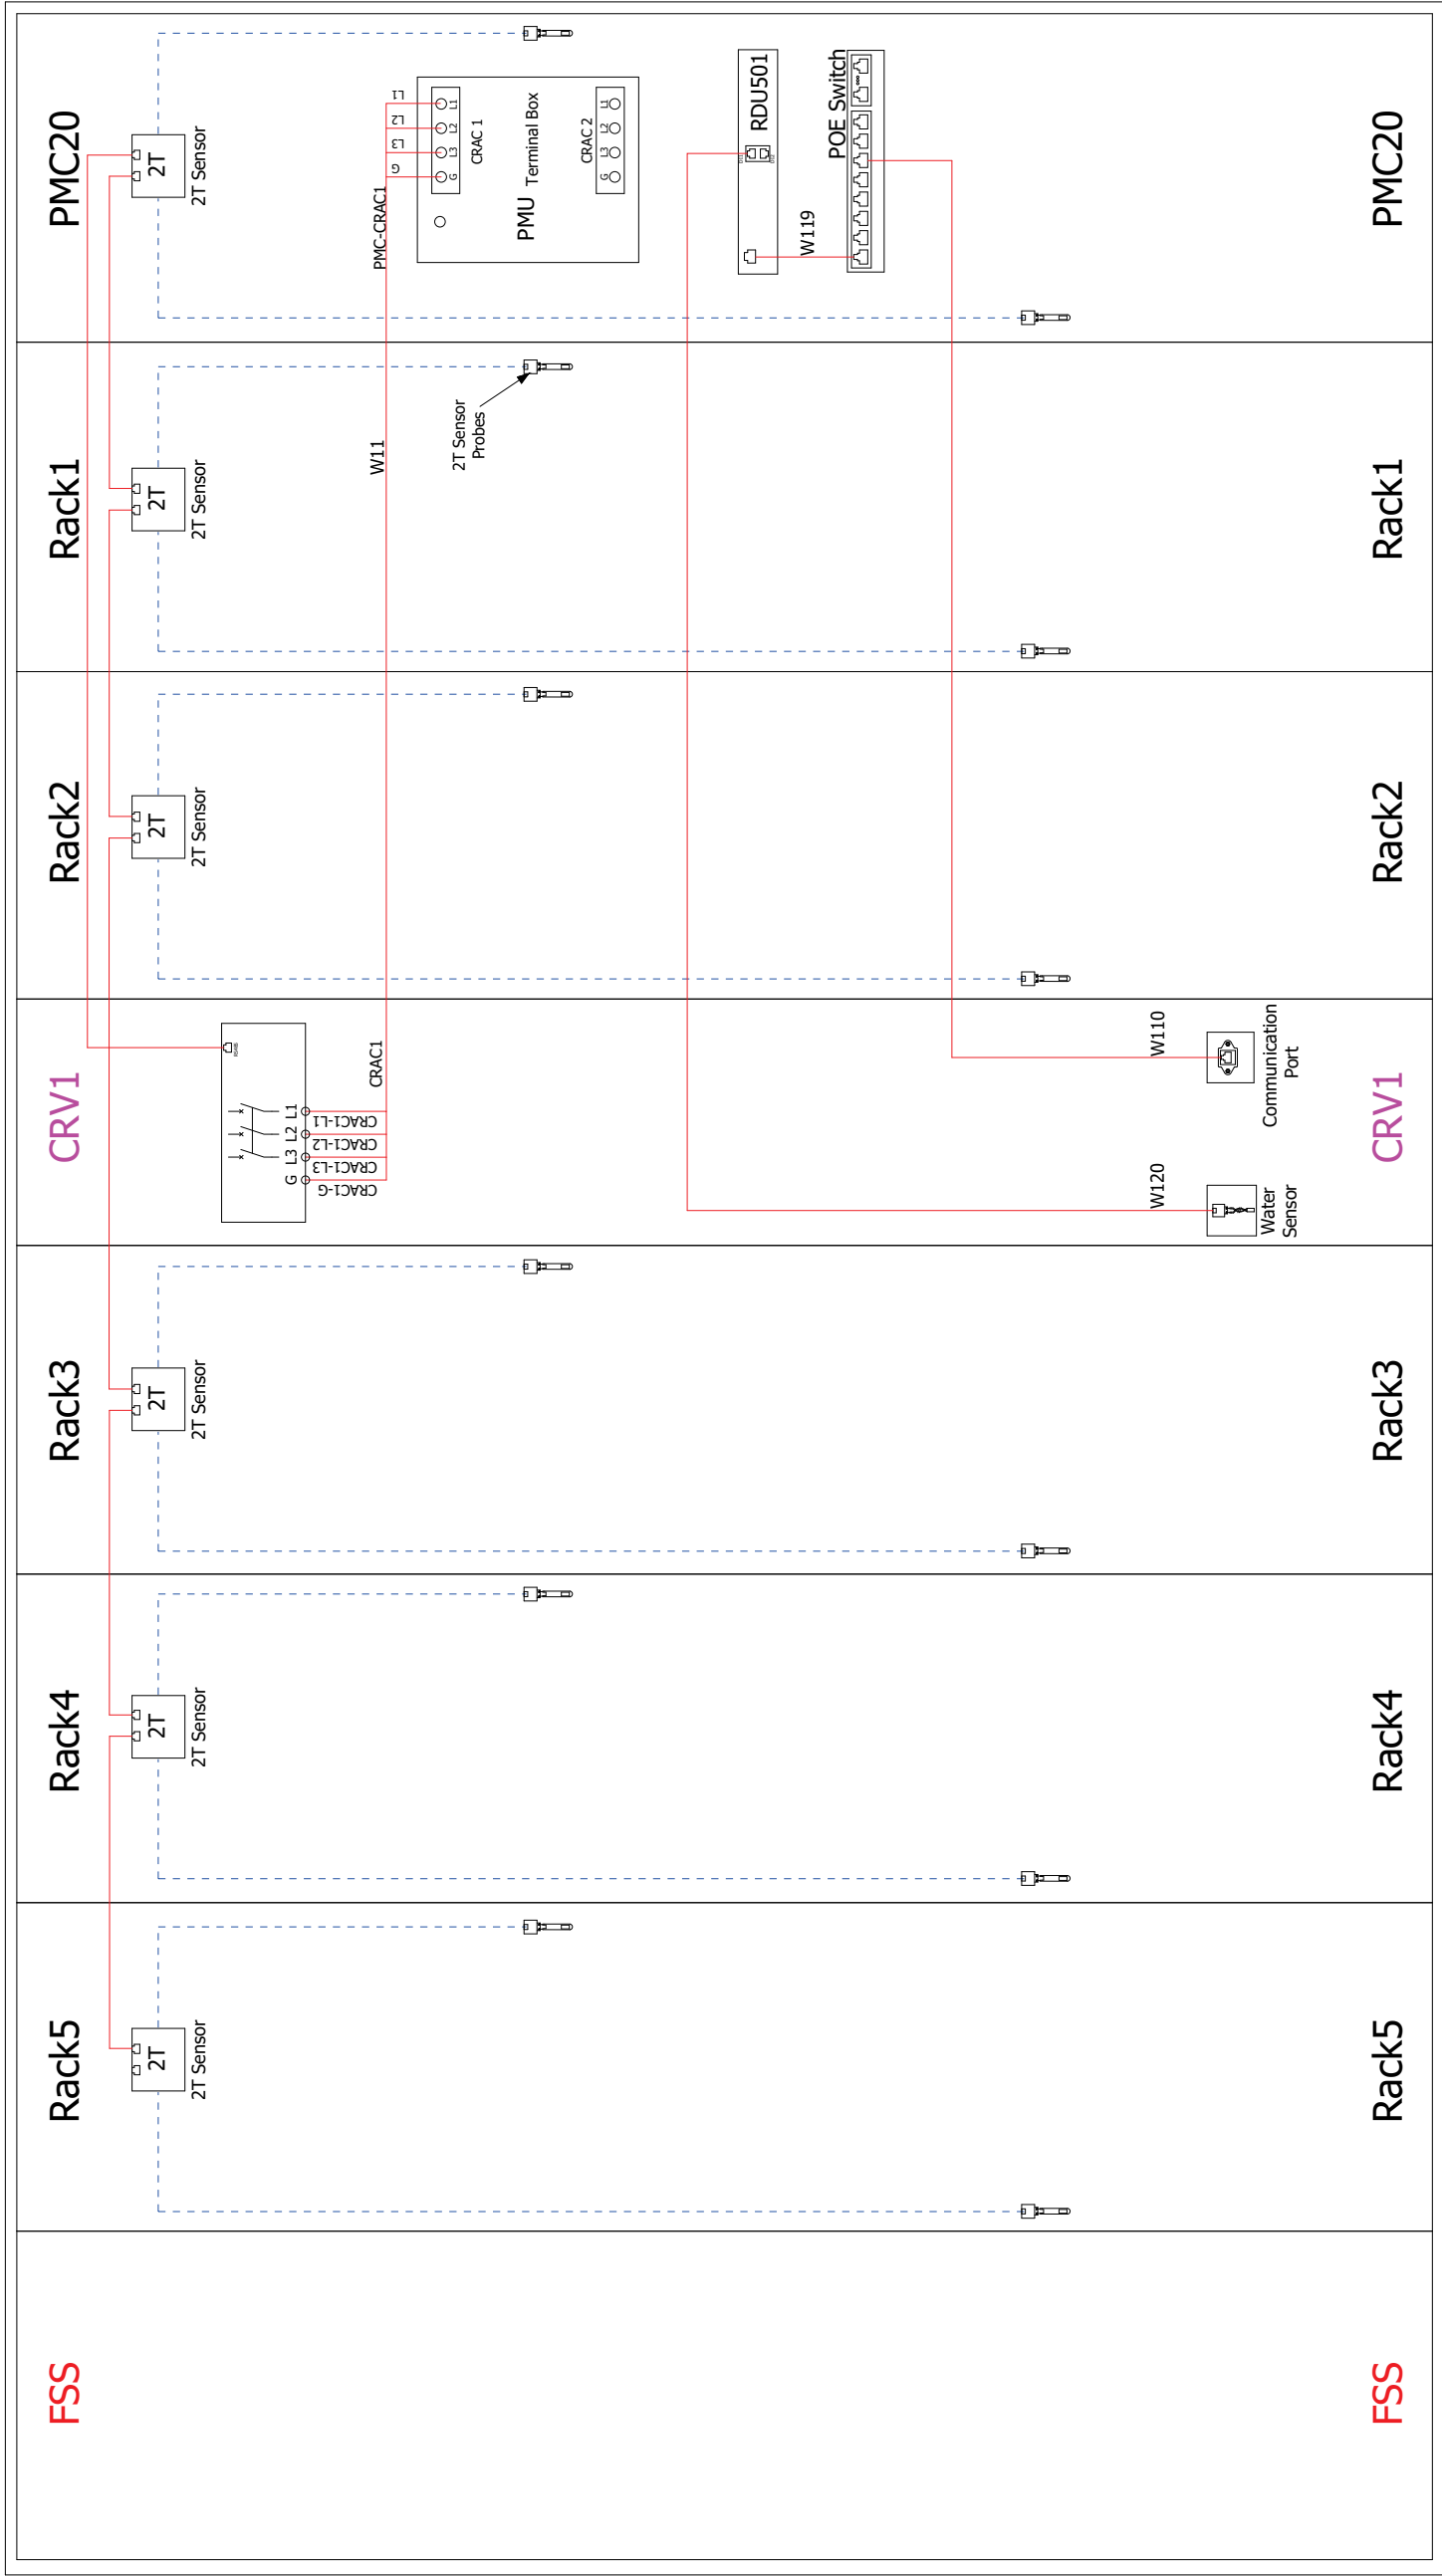 FSS
Rack5
Rack4
Rack3
CRV1
Rack2
Rack1
PMC20
2T
2T
2T
2T
2T
2T
2T Sensor
2T Sensor
2T Sensor
2T Sensor
2T Sensor
2T Sensor
RS485
G
L3
L2
L1
CRAC1-G
CRAC1-L3
CRAC1-L2
CRAC1-L1
CRAC1
W11
PMC-CRAC1
G
L3
L2
L1
G
L3
L2
L1
CRAC 1
2T Sensor
Probes
PMU Terminal Box
CRAC 2
G
L3
L2
L1
RDU501
W119
POE Switch
W120
W110
Water
Sensor
Communication
Port
FSS
Rack5
Rack4
Rack3
CRV1
Rack2
Rack1
PMC20